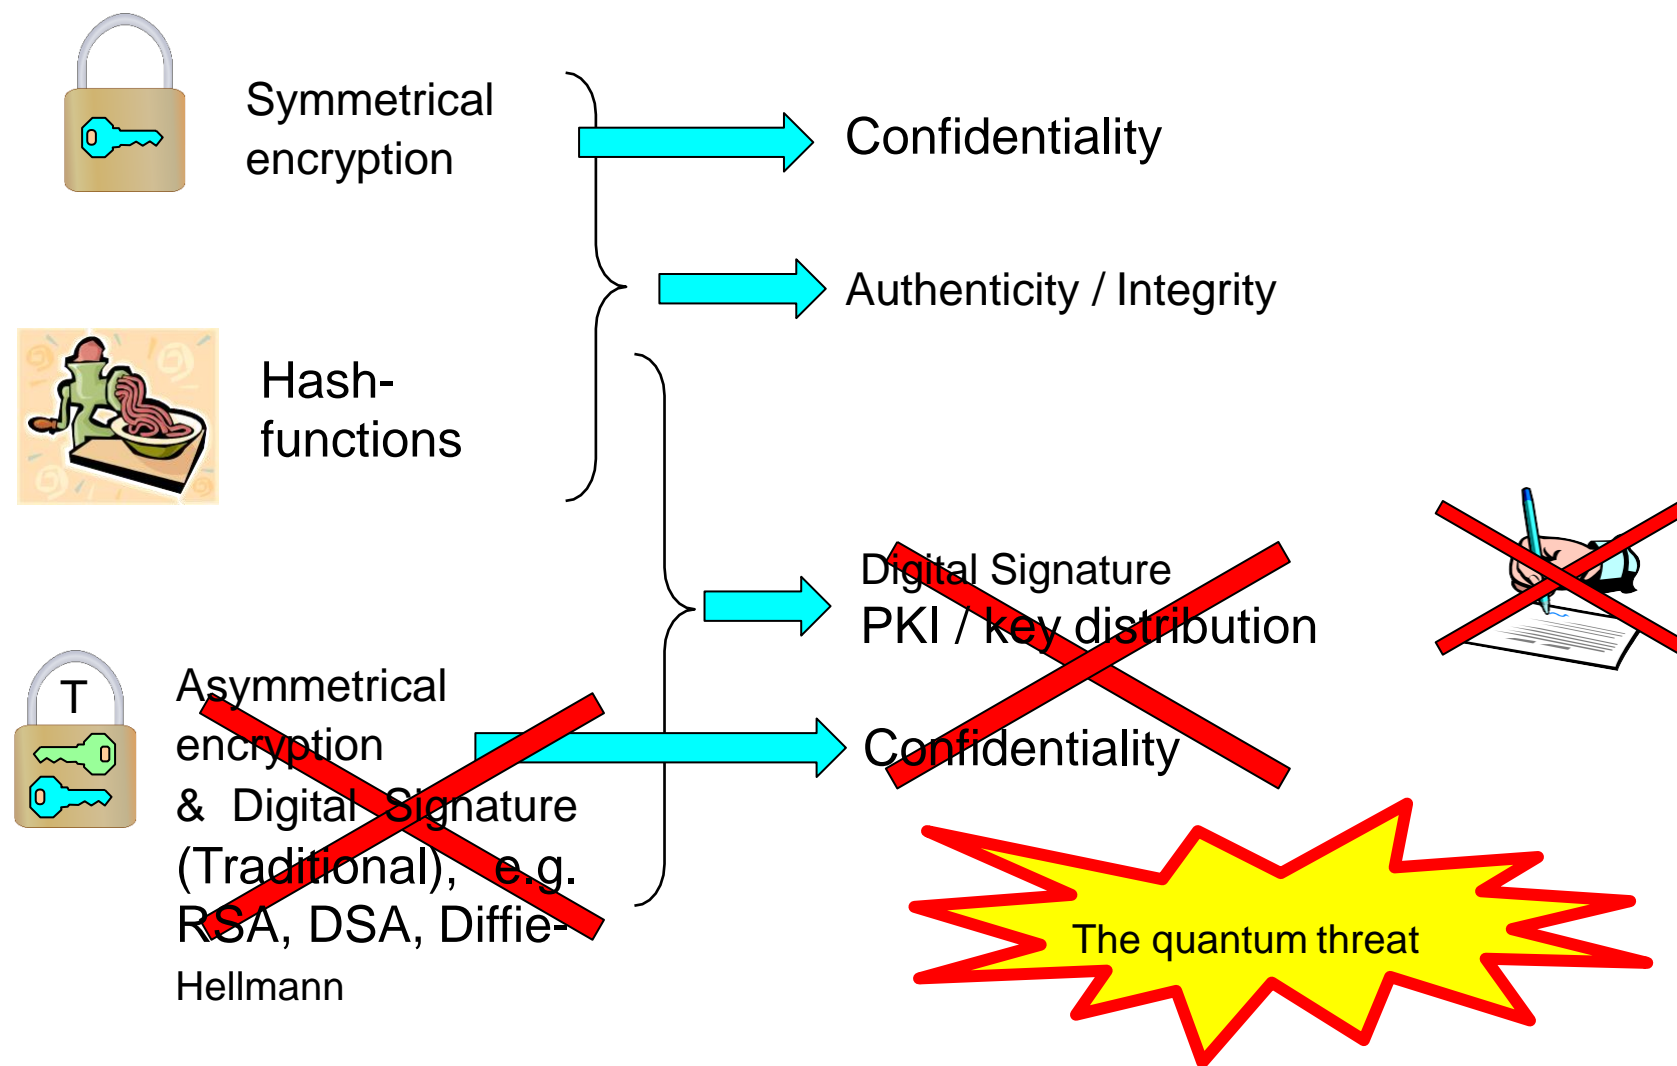 Symmetrical
encryption
Confidentiality
Authenticity / Integrity
Hash-
functions
Digital Signature
PKI / key distribution
T
Asymmetrical
encryption
& Digital Signature
(Traditional), e.g.
RSA, DSA, Diffie-
Hellmann
Confidentiality
The quantum threat